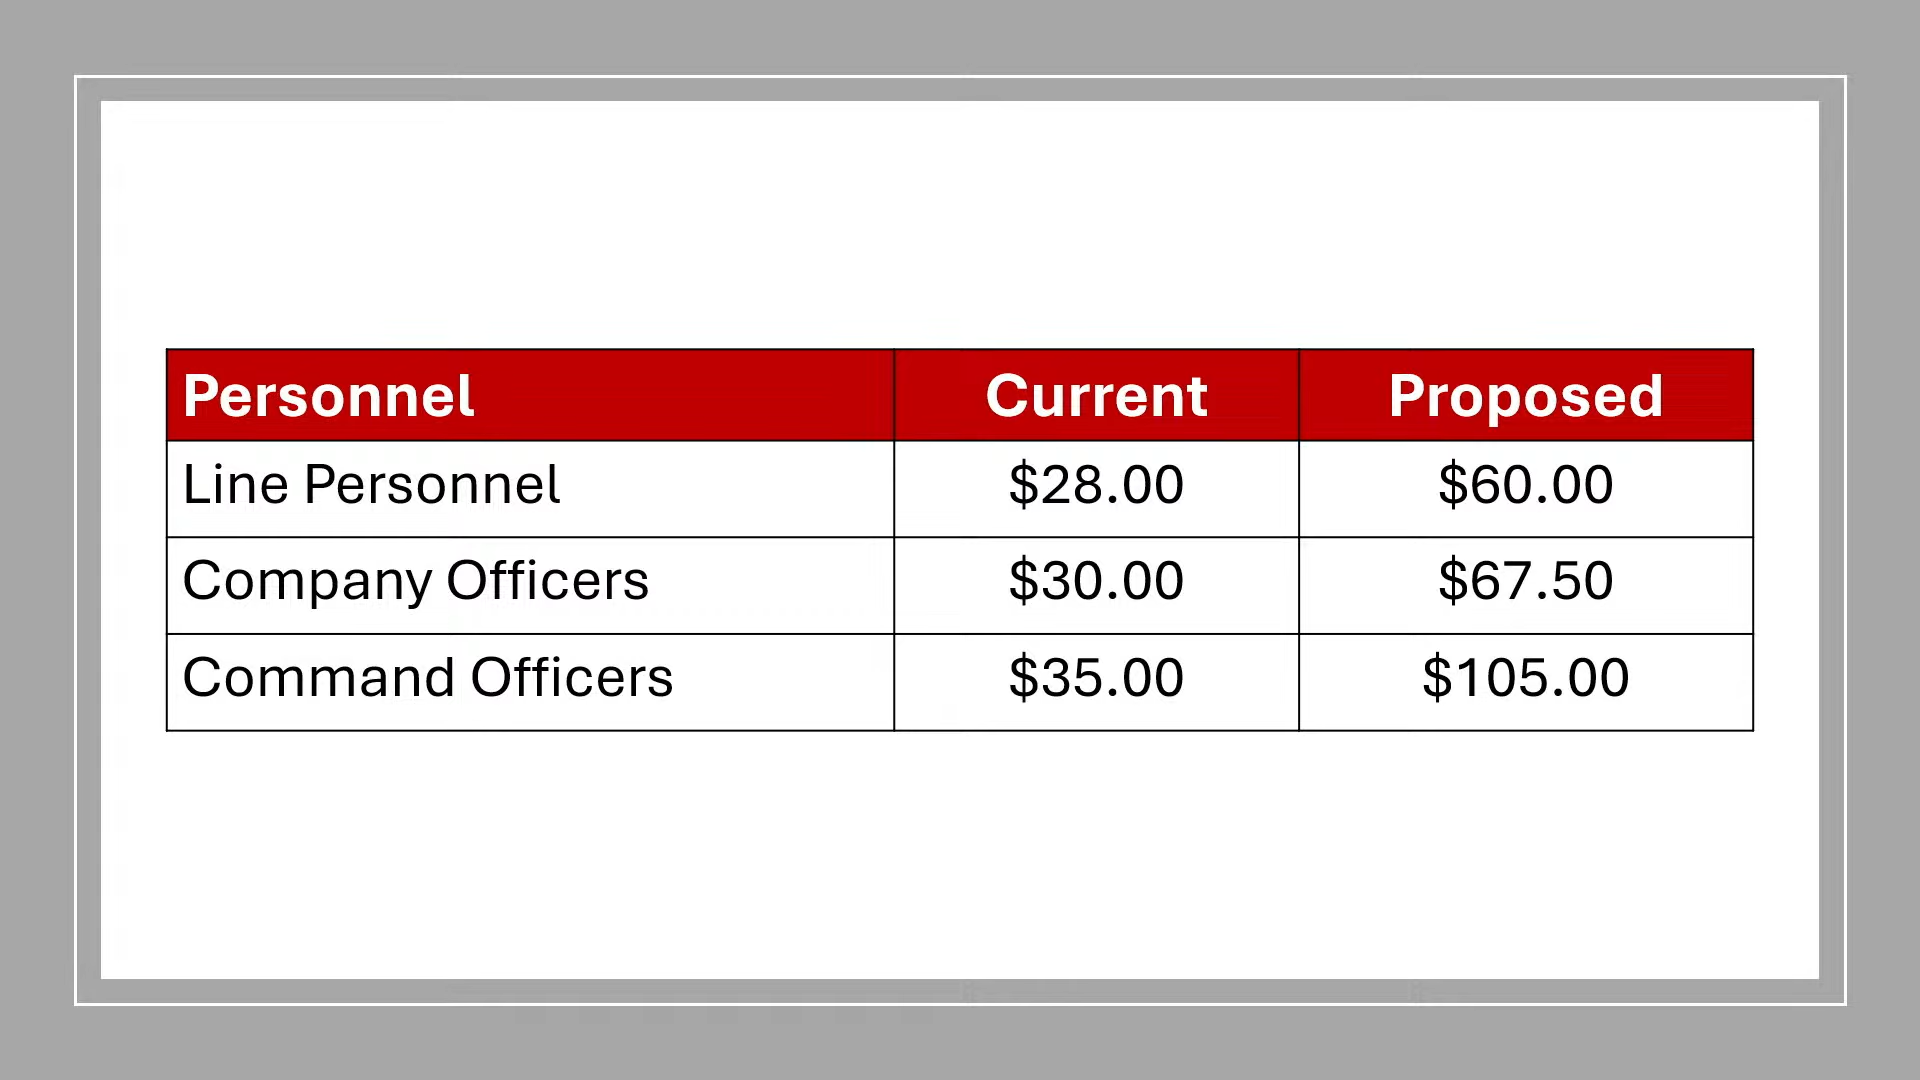 Personnel Current Proposed
Line Personnel $28.00 $60.00
Company Officers $30.00 $67.50
Command Officers $35.00 $105.00